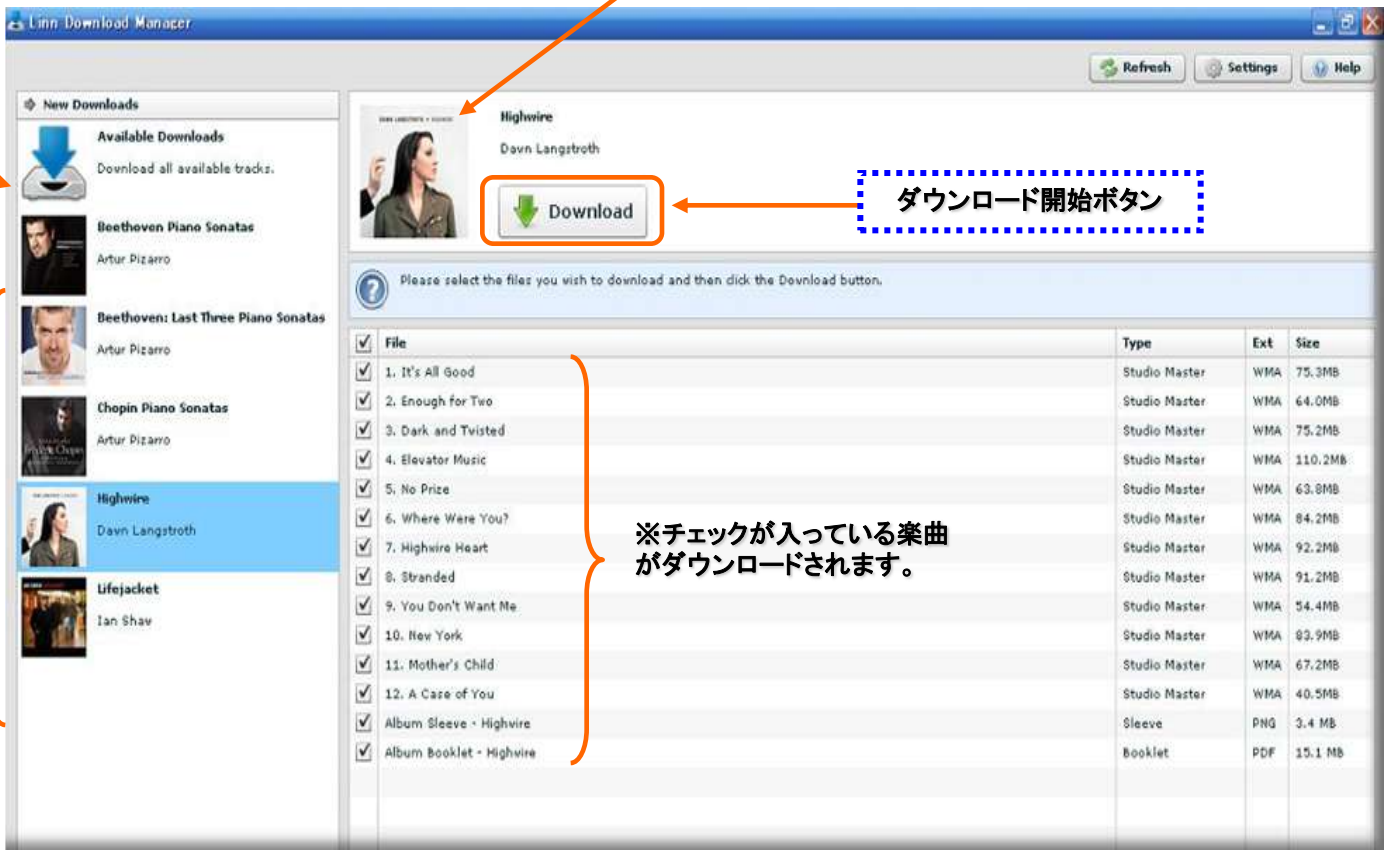 Linn Download Manager
Refresh Settings Help
New Downloads
Available Downloads
Download all available tracks.
Beethoven Piano Sonatas
Artur Pizarro
Beethoven: Last Three Piano Sonatas
Artur Pizarro
Chopin Piano Sonatas
Artur Pizarro
Highwire
Dawn Langstroth
Lifejacket
Ian Shaw
Highwire
Dawn Langstroth
Download
ダウンロード開始ボタン
Please select the files you wish to download and then click the Download button.
File Type Ext Size
1. It's All Good Studio Master WMA 75.3MB
2. Enough for Two Studio Master WMA 64.0MB
3. Dark and Twisted Studio Master WMA 75.2MB
4. Elevator Music Studio Master WMA 110.2MB
5. No Prize Studio Master WMA 63.8MB
6. Where Were You? Studio Master WMA 84.2MB
7. Highwire Heart Studio Master WMA 92.2MB
8. Stranded Studio Master WMA 91.2MB
9. You Don't Want Me Studio Master WMA 54.4MB
10. New York Studio Master WMA 83.9MB
11. Mother's Child Studio Master WMA 67.2MB
12. A Case of You Studio Master WMA 40.5MB
Album Sleeve - Highwire Sleeve PNG 3.4 MB
Album Booklet - Highwire Booklet PDF 15.1 MB
※チェックが入っている楽曲
がダウンロードされます。